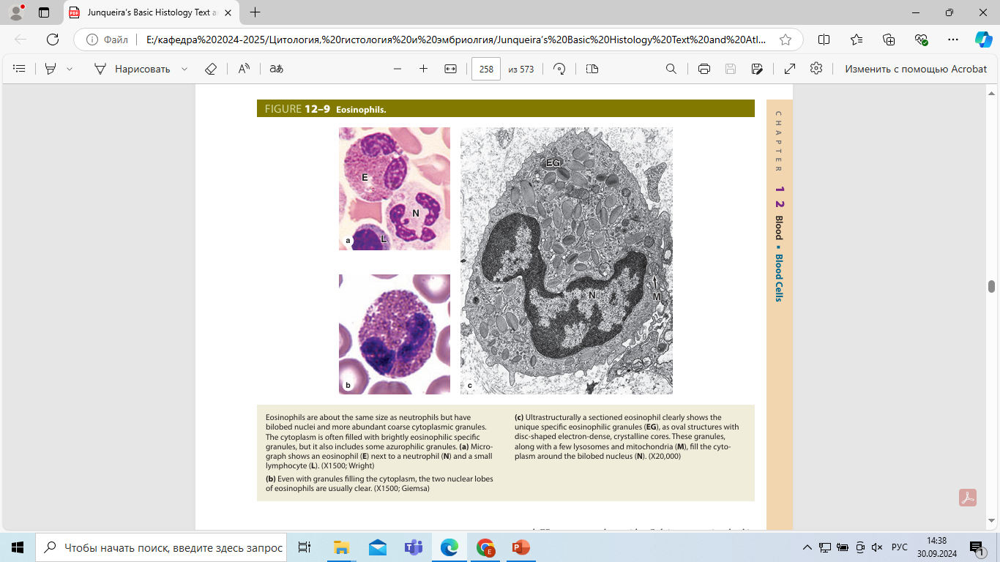 Junqueira's Basic Histology Text a
Файл
E:/кафедра%202024-2025/Цитология,%20гистология%20и%20эмбриолгия/Junqueira's%20Basic%20Histology%20Text%20and%20Atl...
Нарисовать
аあ
258
из 573
Изменить с помощью Acrobat
FIGURE 12–9 Eosinophils.
E
N
L
a
b
EG
N
M
c
CHAPTER 12 Blood ▪ Blood Cells
Eosinophils are about the same size as neutrophils but have
bilobed nuclei and more abundant coarse cytoplasmic granules.
The cytoplasm is often filled with brightly eosinophilic specific
granules, but it also includes some azurophilic granules. (a) Micro-
graph shows an eosinophil (E) next to a neutrophil (N) and a small
lymphocyte (L). (X1500; Wright)
(b) Even with granules filling the cytoplasm, the two nuclear lobes
of eosinophils are usually clear. (X1500; Giemsa)
(c) Ultrastructurally a sectioned eosinophil clearly shows the
unique specific eosinophilic granules (EG), as oval structures with
disc-shaped electron-dense, crystalline cores. These granules,
along with a few lysosomes and mitochondria (M), fill the cyto-
plasm around the bilobed nucleus (N). (X20,000)
Чтобы начать поиск, введите здесь запрос
РУС
14:38
30.09.2024
1